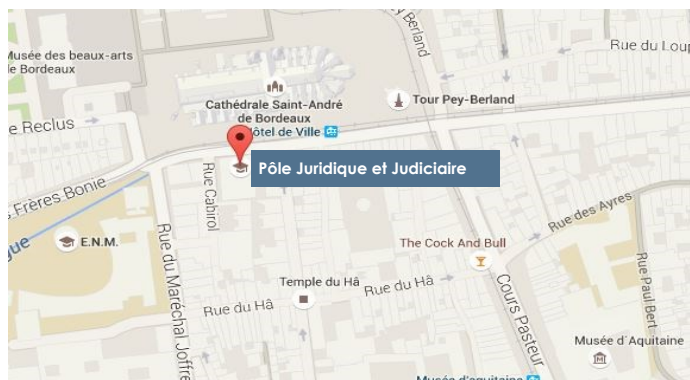 y Berland
Rue du Loup
Musée des beaux-arts
de Bordeaux
Cathédrale Saint-André
de Bordeaux
Tour Pey-Berland
e Reclus
Hôtel de Ville
Pôle Juridique et Judiciaire
Rue Cabirol
s Frères Bonie
gue
E.N.M.
Rue du Maréchal Joffre
Rue des Ayres
The Cock And Bull
Temple du Hâ
Rue du Hâ
Rue du Hâ
Cours Pasteur
Rue Paul Bert
Musée d'Aquitaine
Musée d'aquitaine